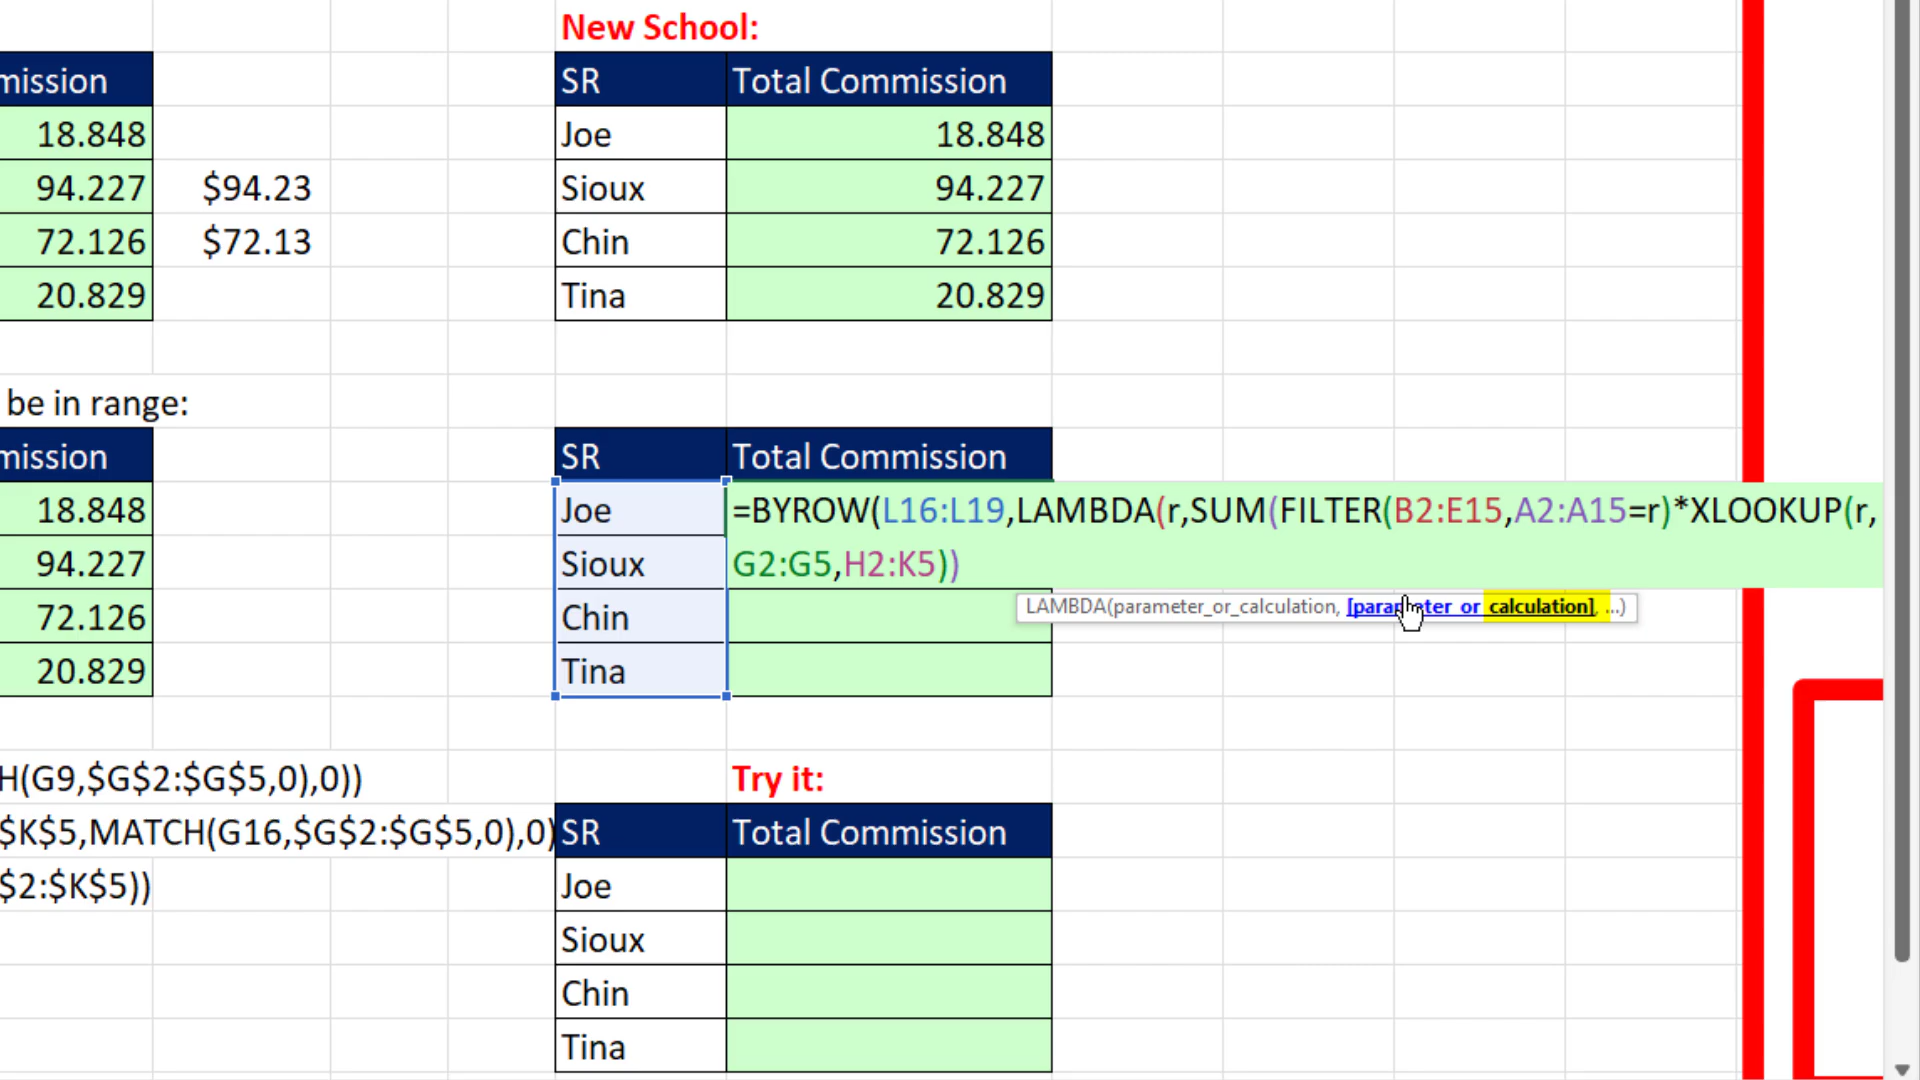 New School:
mission
SR Total Commission
18.848
Joe 18.848
94.227 $94.23
Sioux 94.227
72.126 $72.13
Chin 72.126
20.829
Tina 20.829
be in range:
mission
SR Total Commission
18.848
Joe =BYROW(L16:L19,LAMBDA(r,SUM(FILTER(B2:E15,A2:A15=r)*XLOOKUP(r,
94.227
Sioux G2:G5,H2:K5))
LAMBDA(parameter_or_calculation, [parameter_or_calculation], ...)
72.126
Chin
20.829
Tina
H(G9,$G$2:$G$5,0),0))
Try it:
$K$5,MATCH(G16,$G$2:$G$5,0),0)
SR Total Commission
$2:$K$5))
Joe
Sioux
Chin
Tina